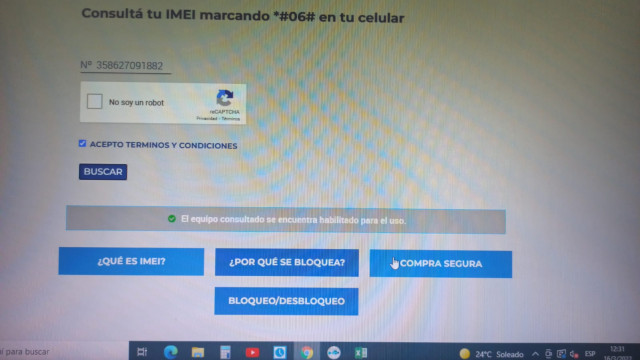 Consultá tu IMEI marcando *#06# en tu celular
Nº 358627091882
No soy un robot
reCAPTCHA
Privacidad - Términos
ACEPTO TERMINOS Y CONDICIONES
BUSCAR
El equipo consultado se encuentra habilitado para el uso.
¿QUÉ ES IMEI?
¿POR QUÉ SE BLOQUEA?
COMPRA SEGURA
BLOQUEO/DESBLOQUEO
para buscar
24°C Soleado
ESP
12:31